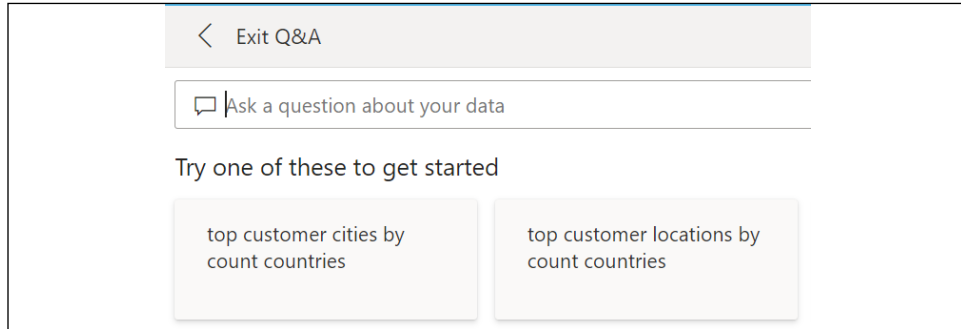 Exit Q&A
Ask a question about your data
Try one of these to get started
top customer cities by
count countries
top customer locations by
count countries